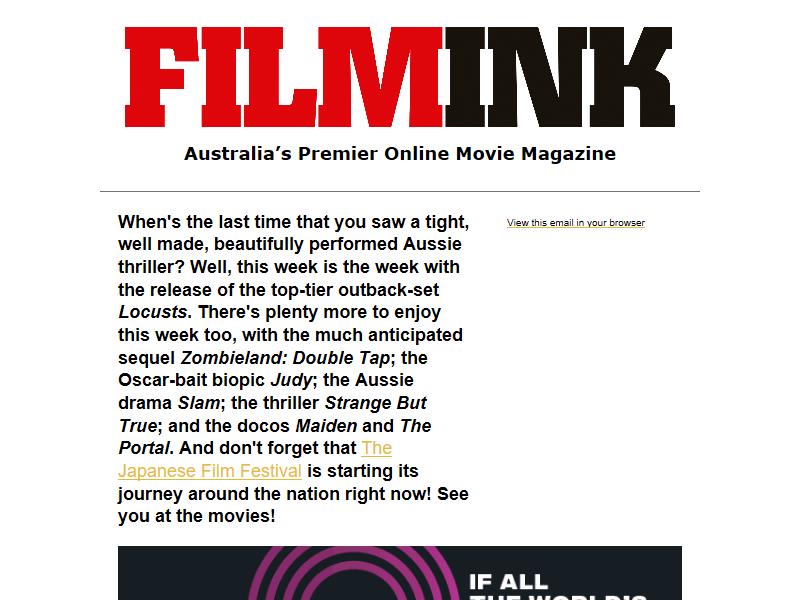 FILMINK
Australia’s Premier Online Movie Magazine
When's the last time that you saw a tight,
well made, beautifully performed Aussie
thriller? Well, this week is the week with
the release of the top-tier outback-set
Locusts. There's plenty more to enjoy
this week too, with the much anticipated
sequel Zombieland: Double Tap; the
Oscar-bait biopic Judy; the Aussie
drama Slam; the thriller Strange But
True; and the docos Maiden and The
Portal. And don't forget that The
Japanese Film Festival is starting its
journey around the nation right now! See
you at the movies!
View this email in your browser
IF ALL
THE WORLD'S